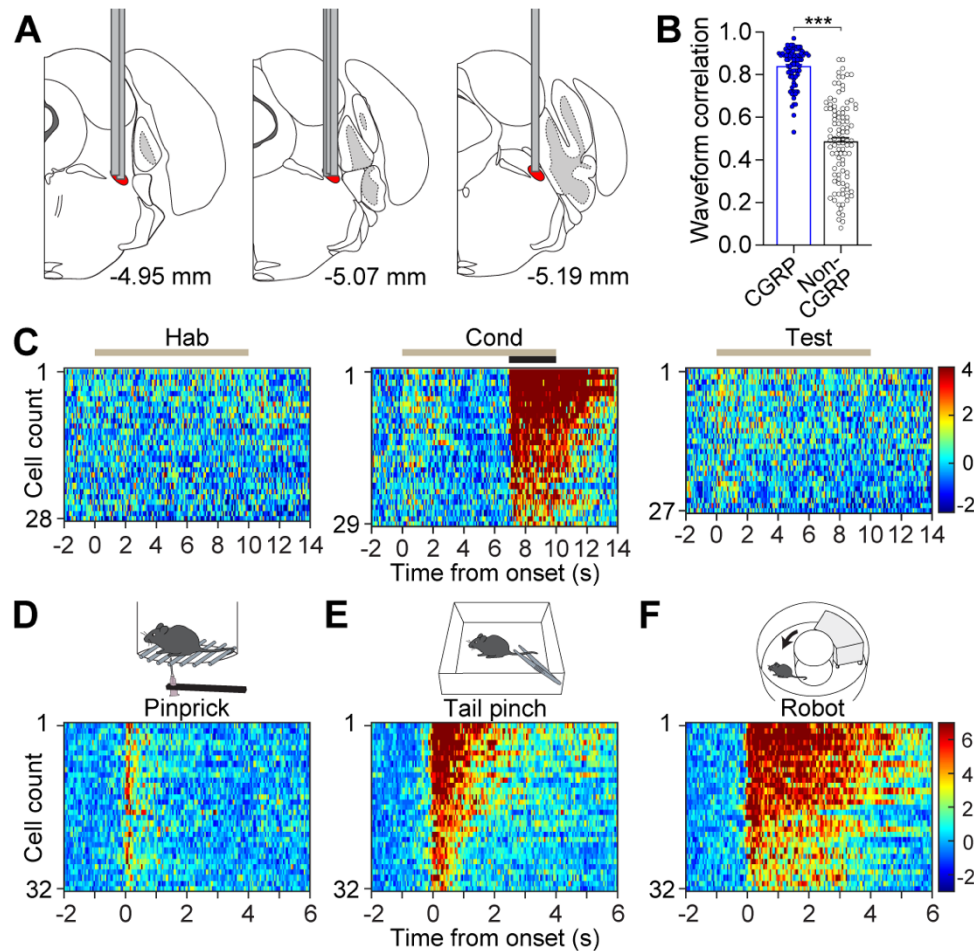 A
-4.95 mm
-5.07 mm
-5.19 mm
B
***
Waveform correlation
1.0
0.8
0.6
0.4
0.2
0.0
CGRP
Non-
CGRP
C
Hab
Cond
Test
Cell count
1
28
-2 0 2 4 6 8 10 12 14
1
29
-2 0 2 4 6 8 10 12 14
Time from onset (s)
1
27
-2 0 2 4 6 8 10 12 14
4
2
0
-2
D
Pinprick
Cell count
1
32
-2 0 2 4 6
E
Tail pinch
1
32
-2 0 2 4 6
Time from onset (s)
F
Robot
1
32
-2 0 2 4 6
6
4
2
0
-2